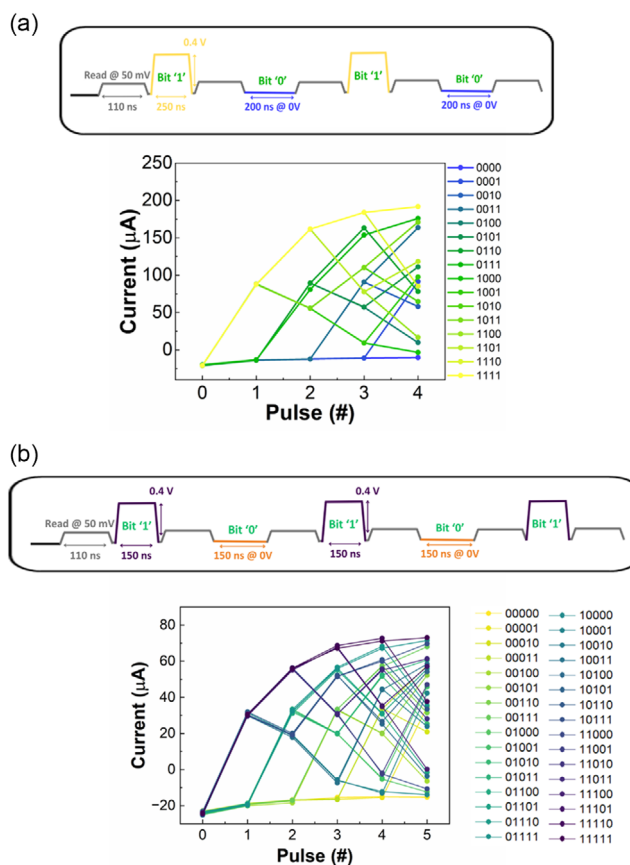 (a)
0.4 V
Read @ 50 mV
Bit '1'
Bit '0'
Bit '1'
Bit '0'
110 ns
250 ns
200 ns @ 0V
200 ns @ 0V
250
200
150
100
50
0
Current (µA)
0 1 2 3 4
Pulse (#)
0000
0001
0010
0011
0100
0101
0110
0111
1000
1001
1010
1011
1100
1101
1110
1111
(b)
0.4 V
0.4 V
Read @ 50 mV
Bit '1'
Bit '0'
Bit '1'
Bit '0'
Bit '1'
110 ns
150 ns
150 ns @ 0V
150 ns
150 ns @ 0V
80
60
40
20
0
−20
Current (µA)
0 1 2 3 4 5
Pulse (#)
00000 10000
00001 10001
00010 10010
00011 10011
00100 10100
00101 10101
00110 10110
00111 10111
01000 11000
01001 11001
01010 11010
01011 11011
01100 11100
01101 11101
01110 11110
01111 11111